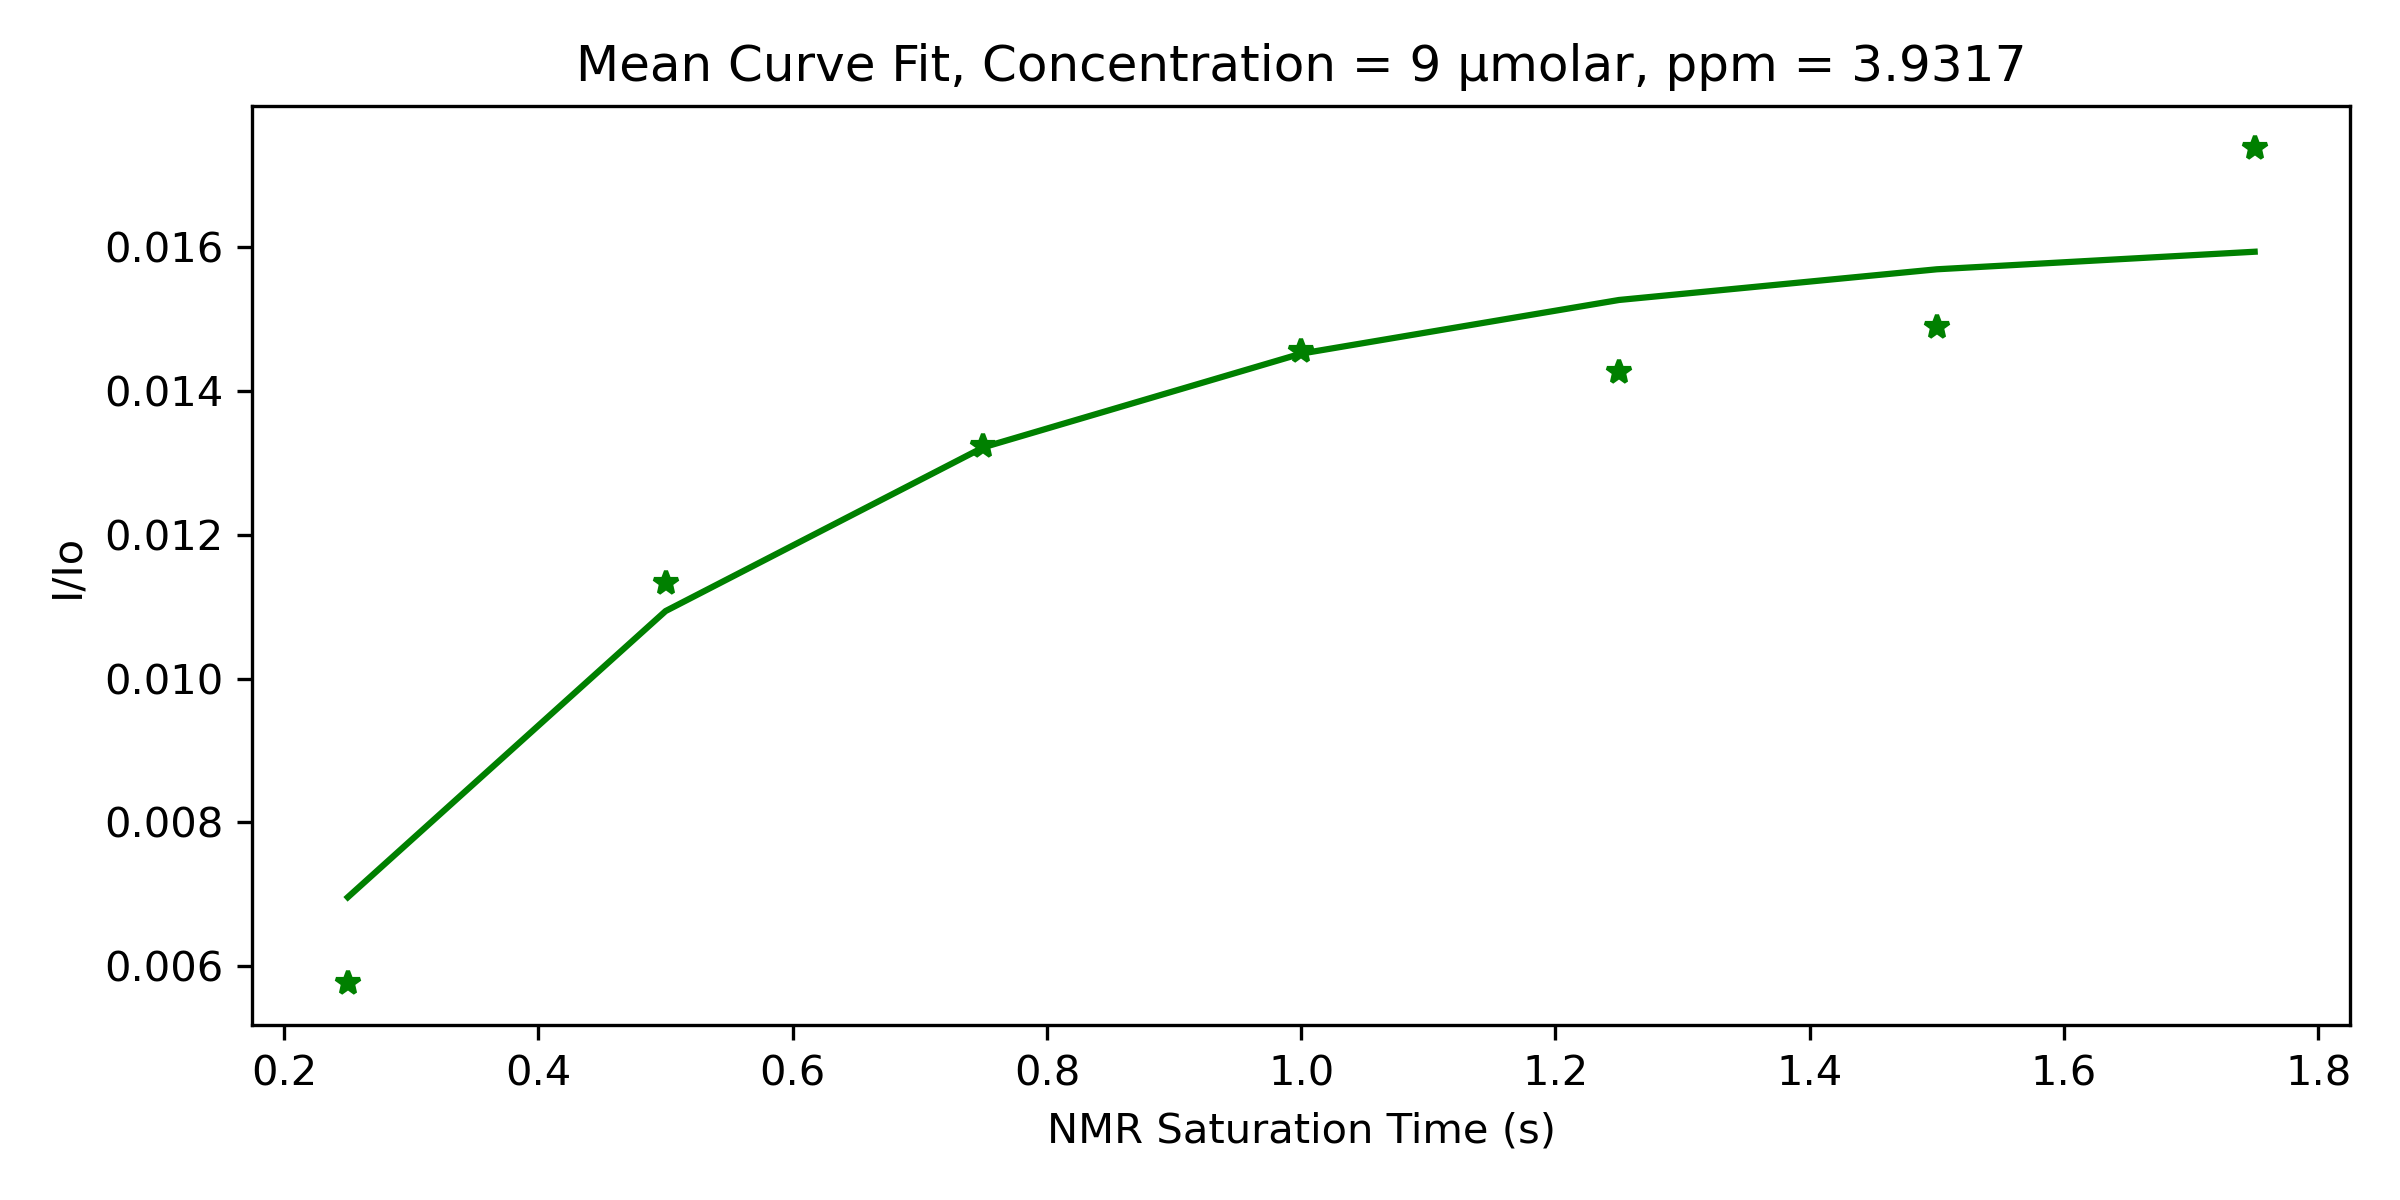 Mean Curve Fit, Concentration = 9 μmolar, ppm = 3.9317
I/Io
0.016
0.014
0.012
0.010
0.008
0.006
0.2 0.4 0.6 0.8 1.0 1.2 1.4 1.6 1.8
NMR Saturation Time (s)